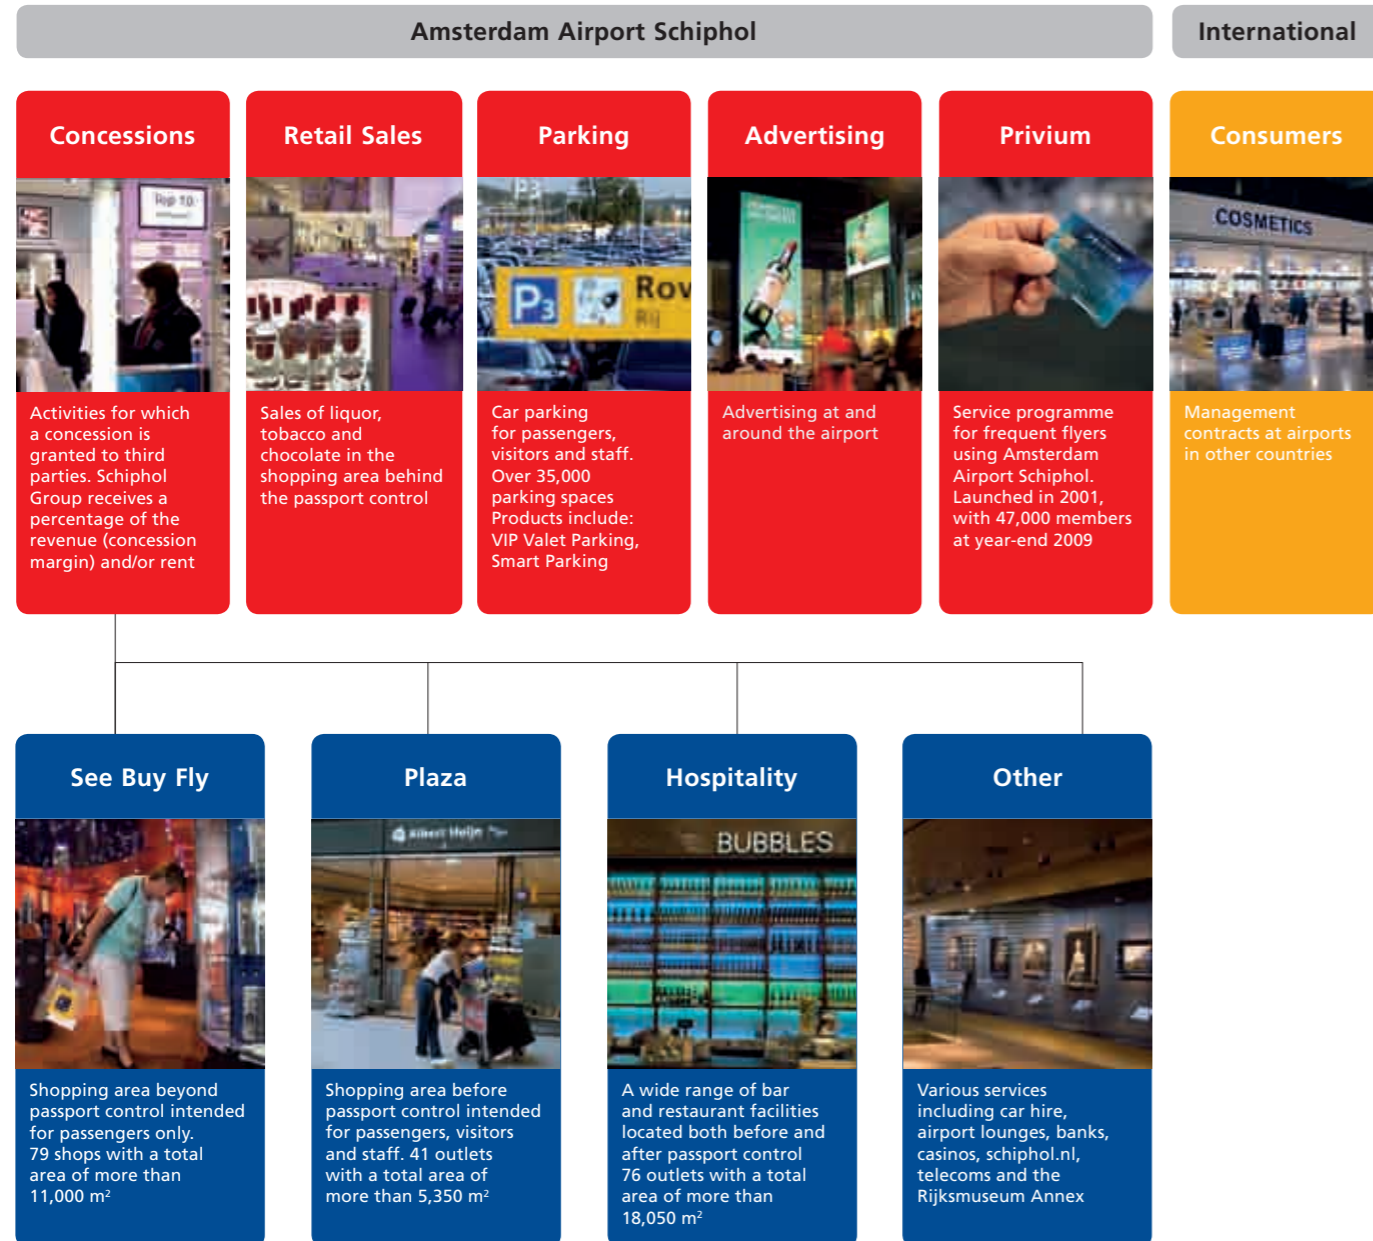 Amsterdam Airport Schiphol
International
Concessions
Retail Sales
Parking
Advertising
Privium
Consumers
Top 10
P3
P3
COSMETICS
Activities for which
a concession is
granted to third
parties. Schiphol
Group receives a
percentage of the
revenue (concession
margin) and/or rent
Sales of liquor,
tobacco and
chocolate in the
shopping area behind
the passport control
Car parking
for passengers,
visitors and staff.
Over 35,000
parking spaces
Products include:
VIP Valet Parking,
Smart Parking
Advertising at and
around the airport
Service programme
for frequent flyers
using Amsterdam
Airport Schiphol.
Launched in 2001,
with 47,000 members
at year-end 2009
Management
contracts at airports
in other countries
See Buy Fly
Plaza
Hospitality
Other
Albert Heijn
BUBBLES
Shopping area beyond
passport control intended
for passengers only.
79 shops with a total
area of more than
11,000 m²
Shopping area before
passport control intended
for passengers, visitors
and staff. 41 outlets
with a total area of
more than 5,350 m²
A wide range of bar
and restaurant facilities
located both before and
after passport control
76 outlets with a total
area of more than
18,050 m²
Various services
including car hire,
airport lounges, banks,
casinos, schiphol.nl,
telecoms and the
Rijksmuseum Annex